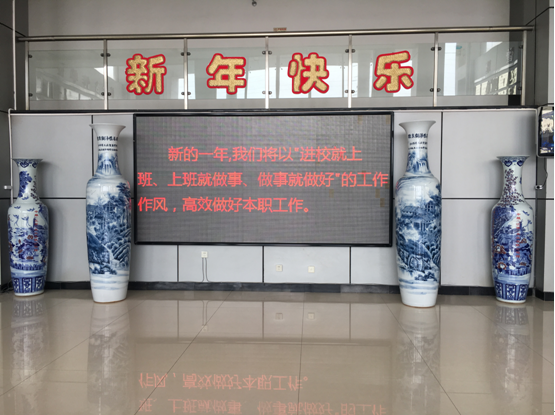 新年快乐
新的一年,我们将以"进校就上
班、上班就做事、做事就做好"的工作
作风，高效做好本职工作。